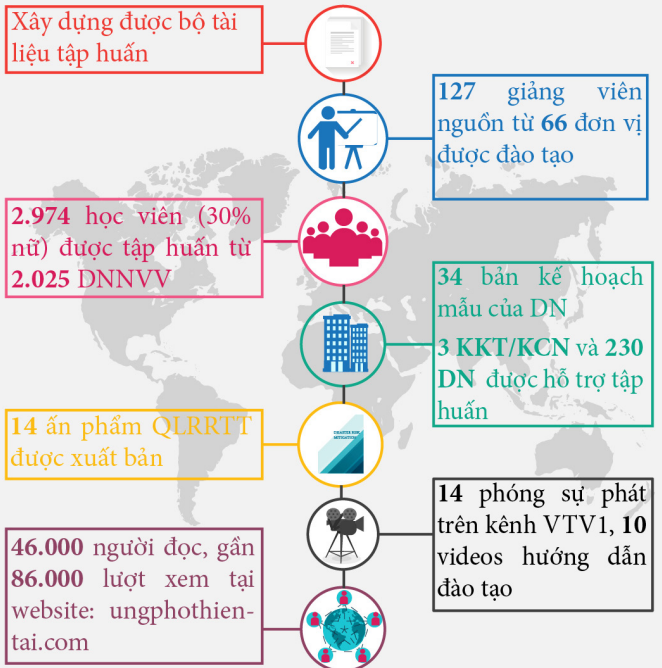 Xây dựng được bộ tài
liệu tập huấn
127 giảng viên
nguồn từ 66 đơn vị
được đào tạo
2.974 học viên (30%
nữ) được tập huấn từ
2.025 DNNVV
34 bản kế hoạch
mẫu của DN
3 KKT/KCN và 230
DN được hỗ trợ tập
huấn
14 ấn phẩm QLRRTT
được xuất bản
DISASTER RISK
MITIGATION
14 phóng sự phát
trên kênh VTV1, 10
videos hướng dẫn
đào tạo
46.000 người đọc, gần
86.000 lượt xem tại
website: ungphothien-
tai.com